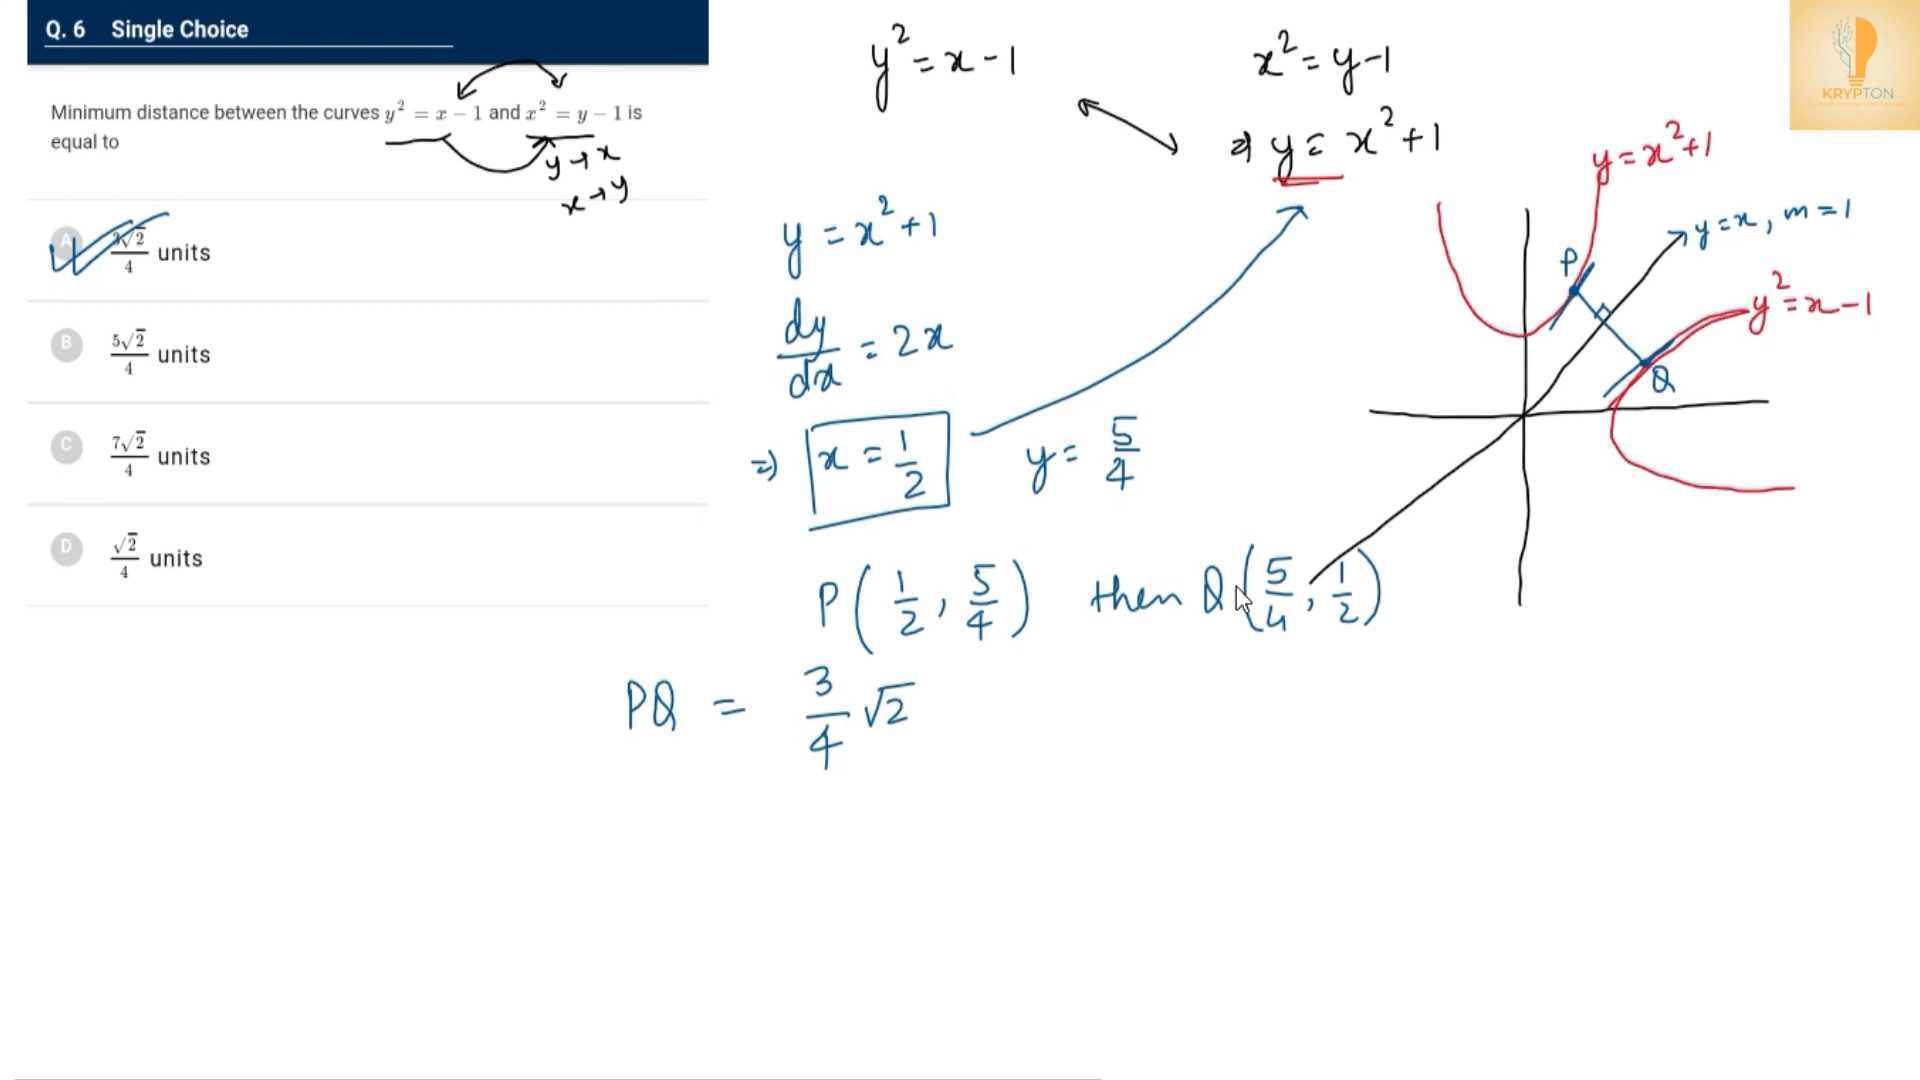 Q. 6 Single Choice
Minimum distance between the curves y² = x − 1 and x² = y − 1 is
equal to
y → x
x → y
A 3√2/4 units
B 5√2/4 units
C 7√2/4 units
D √2/4 units
y² = x − 1
x² = y − 1
⇒ y = x² + 1
y = x² + 1
dy/dx = 2x
⇒ x = 1/2
y = 5/4
P(1/2, 5/4) then Q(5/4, 1/2)
PQ = 3/4 √2
y = x² + 1
y = x, m = 1
P
y² = x − 1
Q
KRYPTON